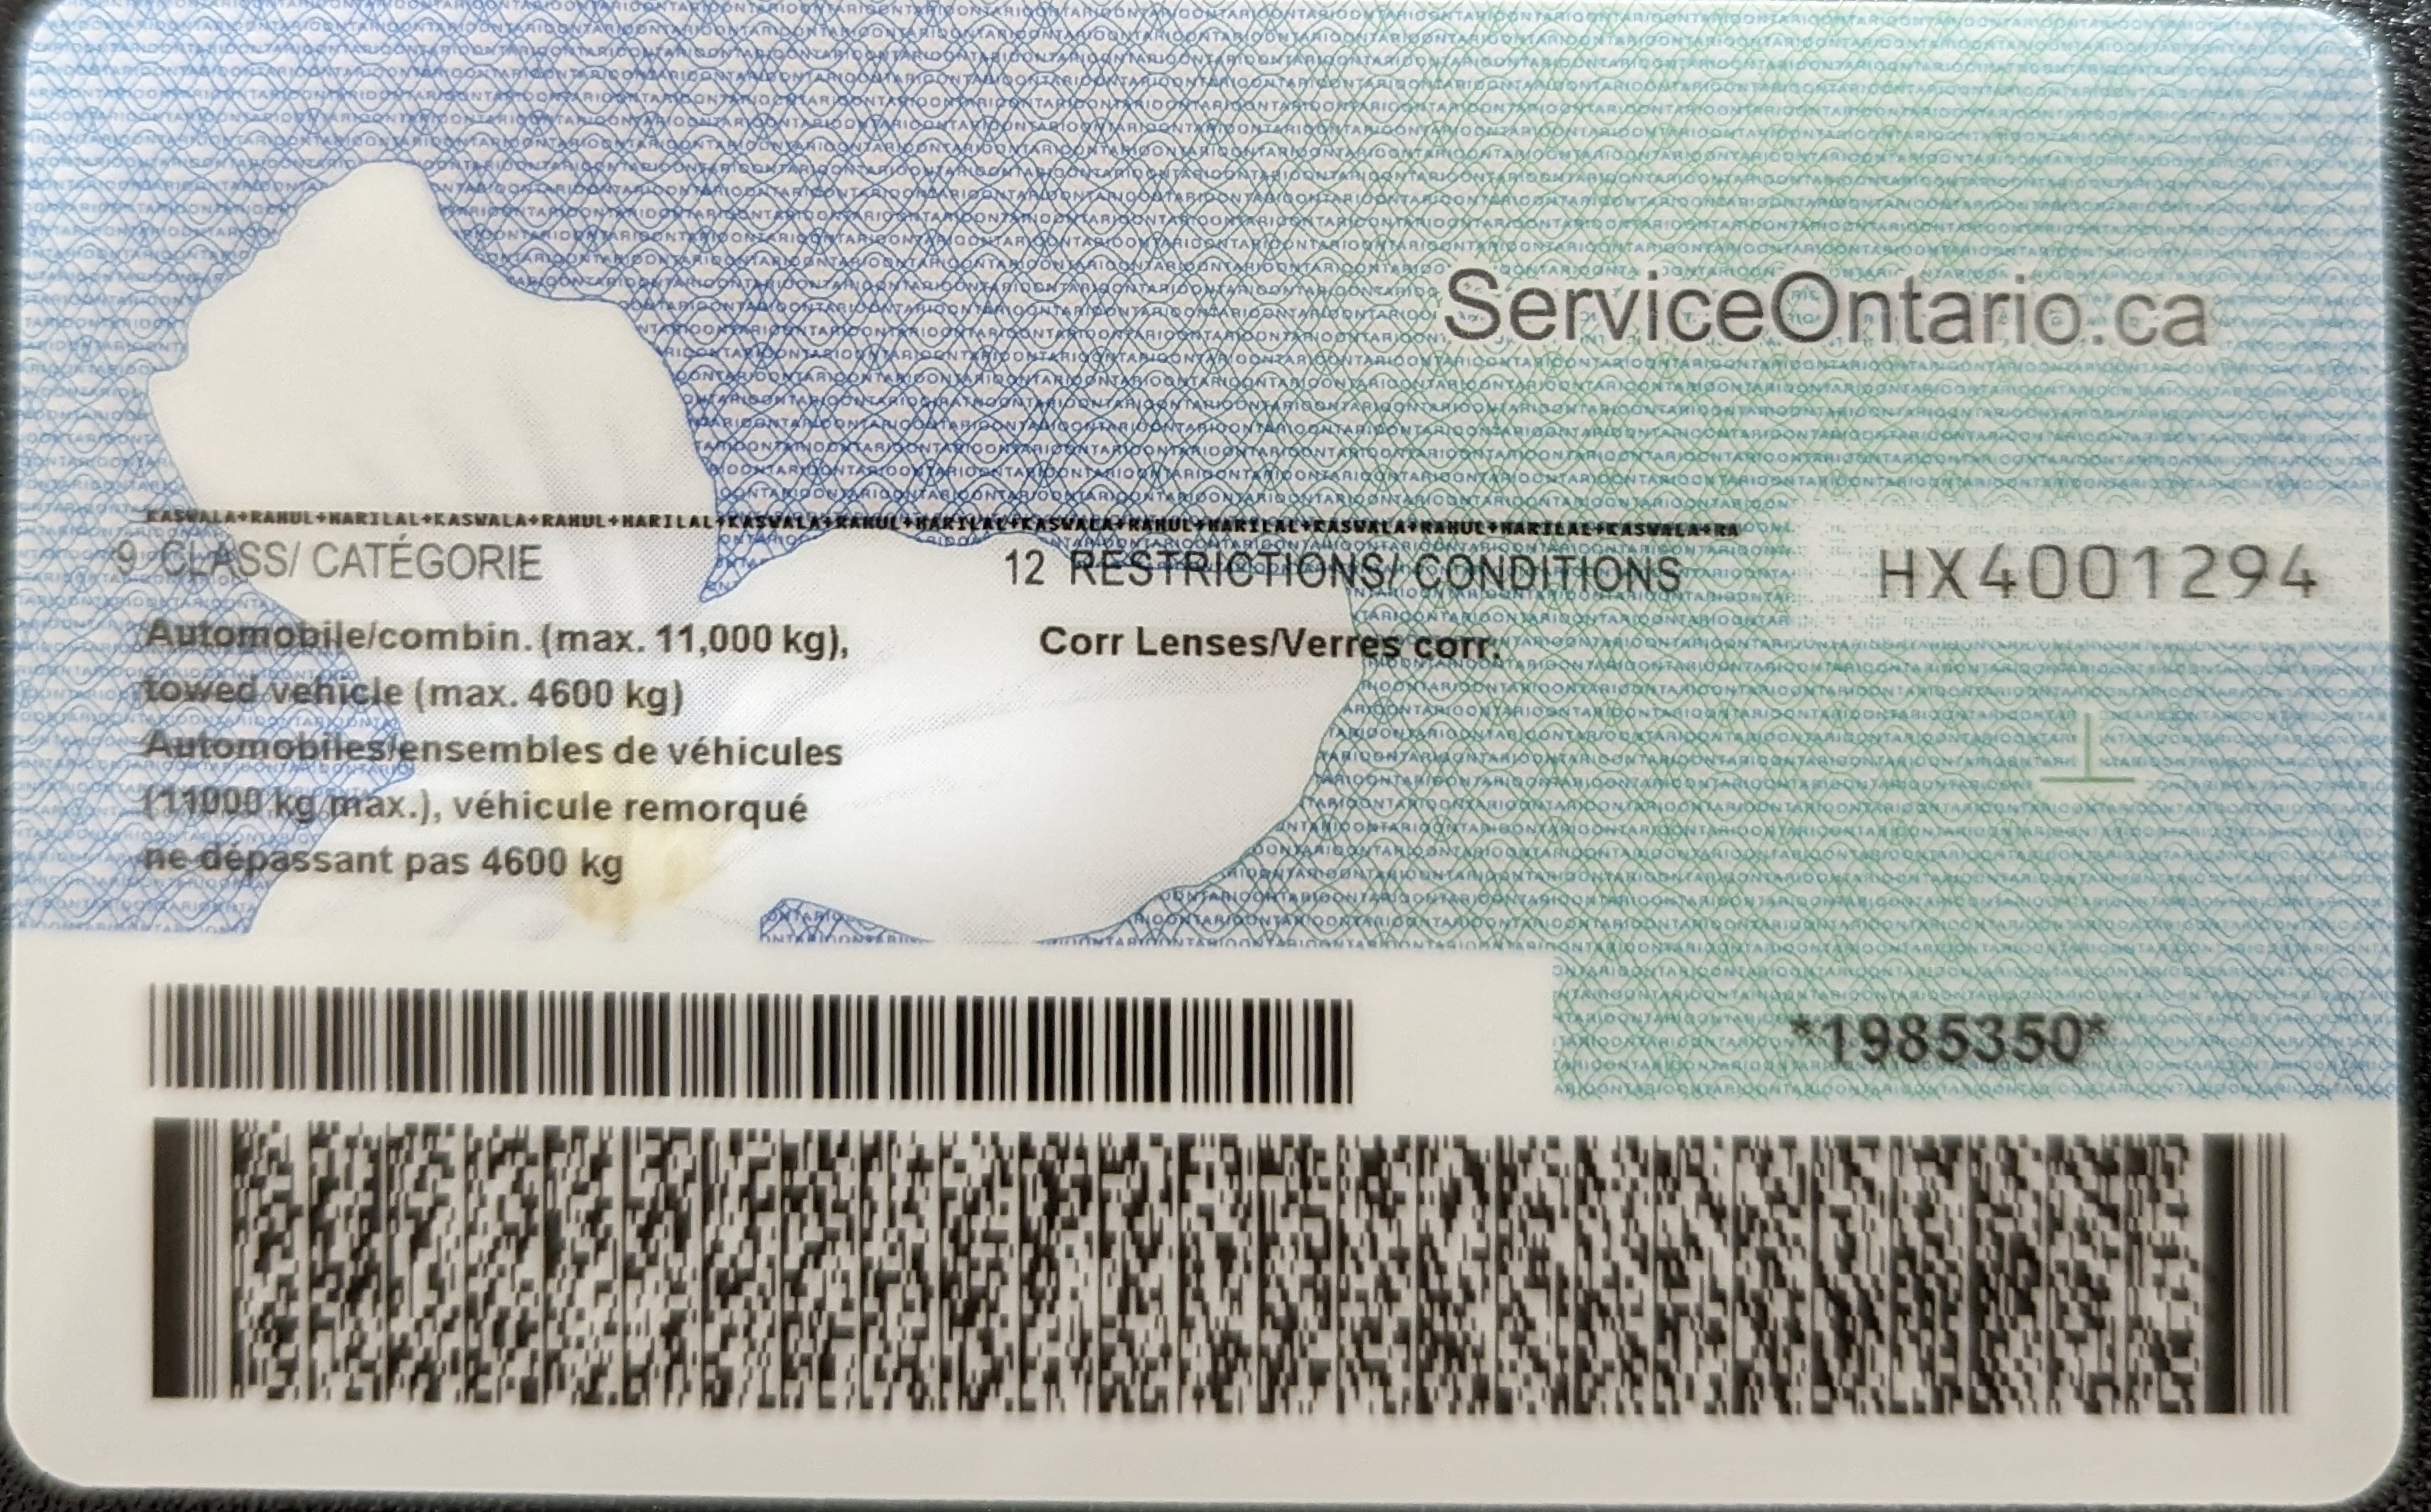 ServiceOntario.ca
KASWALA+RAHUL+HARILAL+KASWALA+RAHUL+HARILAL+KASWALA+RAHUL+HARILAL+KASWALA+RAHUL+HARILAL+KASWALA+RAHUL+HARILAL+KASWALA+RA
9 CLASS/ CATÉGORIE
Automobile/combin. (max. 11,000 kg),
towed vehicle (max. 4600 kg)
Automobiles/ensembles de véhicules
(11000 kg max.), véhicule remorqué
ne dépassant pas 4600 kg
12 RESTRICTIONS/ CONDITIONS
Corr Lenses/Verres corr.
HX4001294
*1985350*